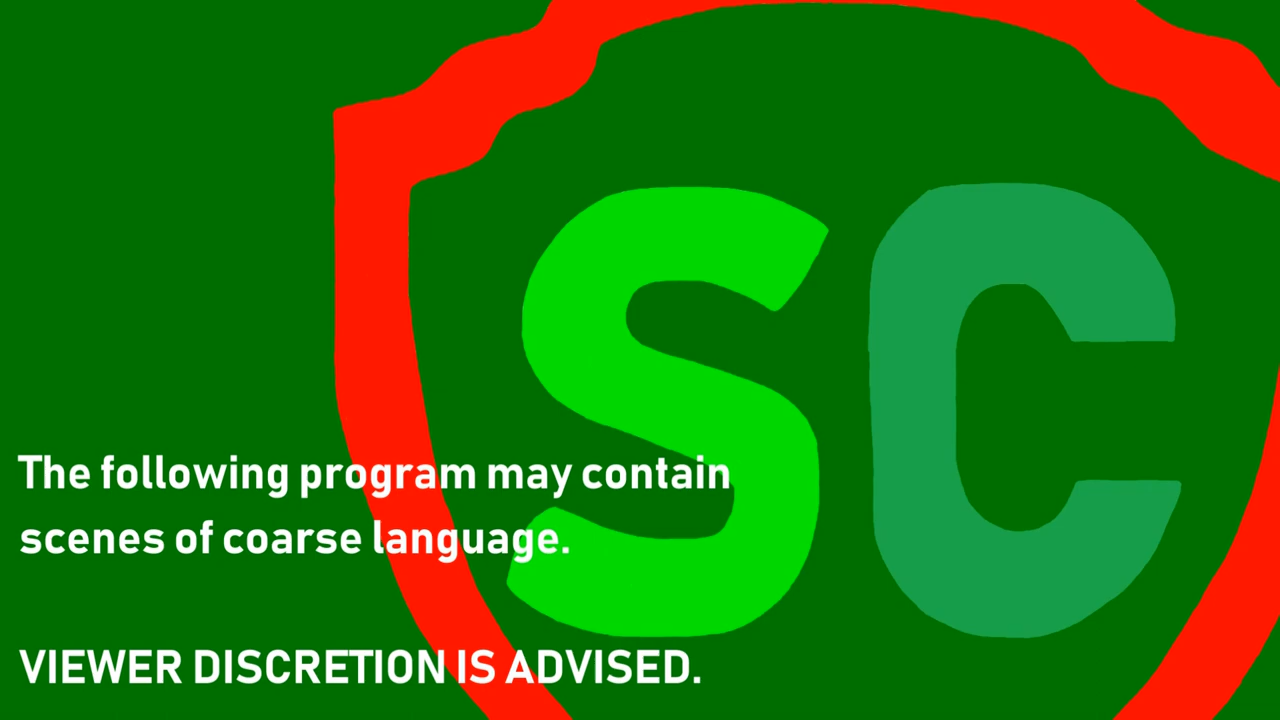 SC
The following program may contain
scenes of coarse language.
VIEWER DISCRETION IS ADVISED.